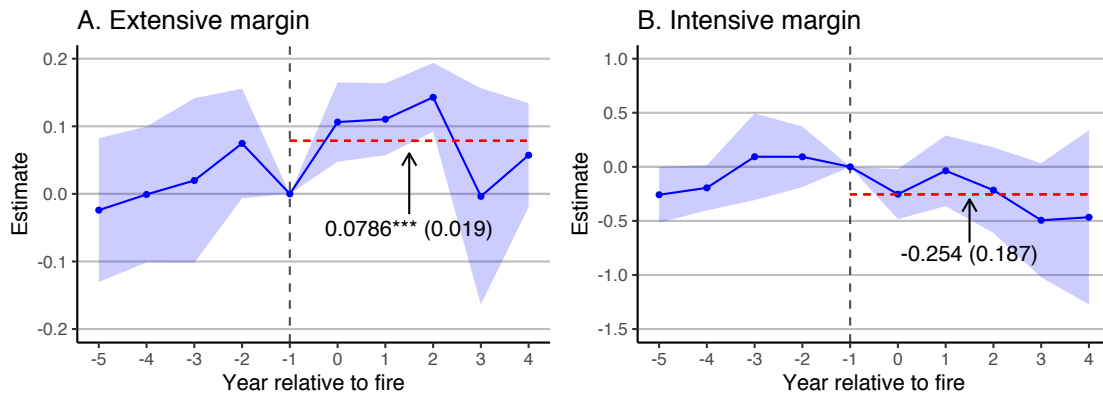 A. Extensive margin
Estimate
0.2
0.1
0.0
-0.1
-0.2
0.0786*** (0.019)
-5 -4 -3 -2 -1 0 1 2 3 4
Year relative to fire
B. Intensive margin
Estimate
1.0
0.5
0.0
-0.5
-1.0
-1.5
-0.254 (0.187)
-5 -4 -3 -2 -1 0 1 2 3 4
Year relative to fire